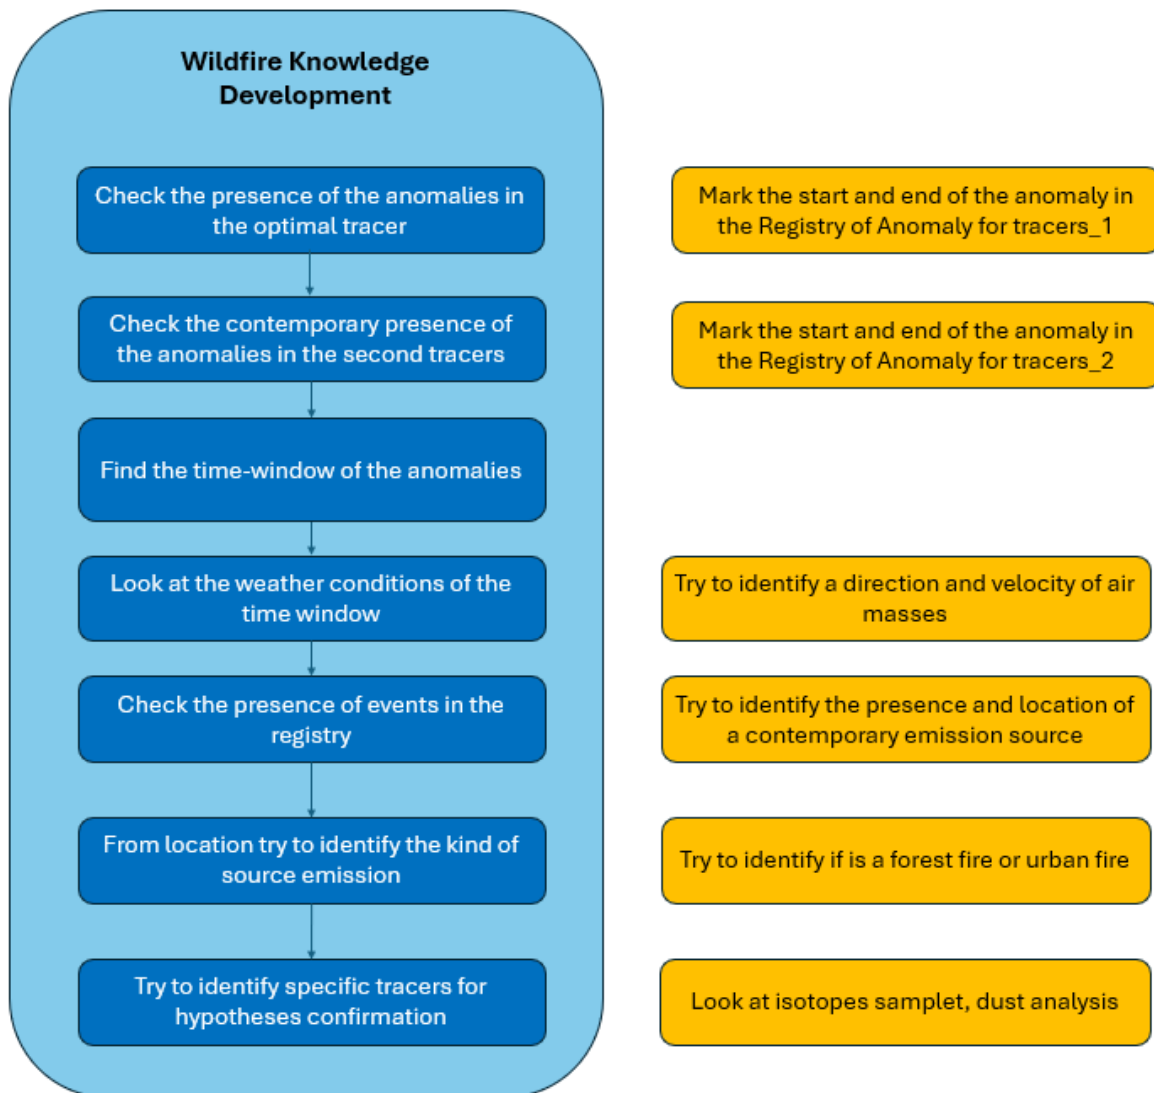 Wildfire Knowledge
Development
Check the presence of the anomalies in
the optimal tracer
Mark the start and end of the anomaly in
the Registry of Anomaly for tracers_1
Check the contemporary presence of
the anomalies in the second tracers
Mark the start and end of the anomaly in
the Registry of Anomaly for tracers_2
Find the time-window of the anomalies
Look at the weather conditions of the
time window
Try to identify a direction and velocity of air
masses
Check the presence of events in the
registry
Try to identify the presence and location of
a contemporary emission source
From location try to identify the kind of
source emission
Try to identify if is a forest fire or urban fire
Try to identify specific tracers for
hypotheses confirmation
Look at isotopes samplet, dust analysis